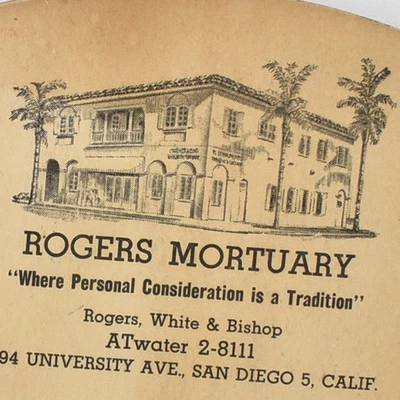 ROGERS MORTUARY
"Where Personal Consideration is a Tradition"
Rogers, White & Bishop
ATwater 2-8111
94 UNIVERSITY AVE., SAN DIEGO 5, CALIF.